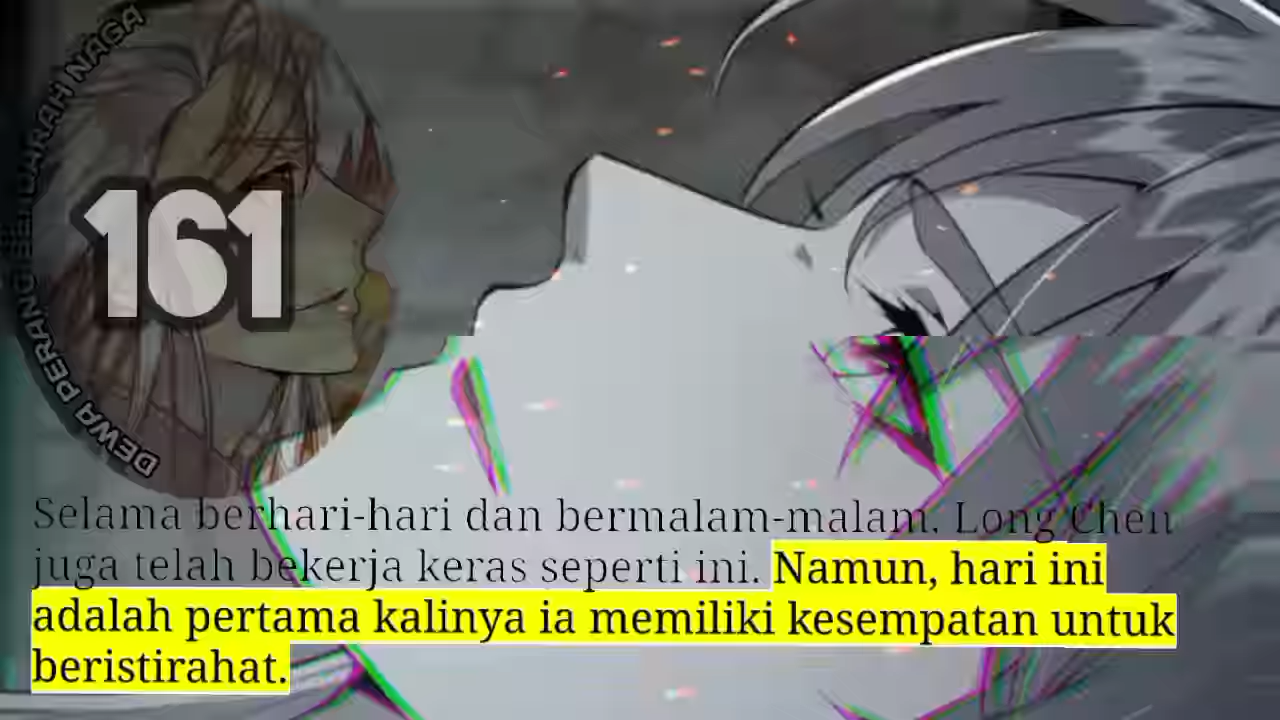 DEWA PERANG BERDARAH NAGA
161
Selama berhari-hari dan bermalam-malam. Long Chen
juga telah bekerja keras seperti ini. Namun, hari ini
adalah pertama kalinya ia memiliki kesempatan untuk
beristirahat.